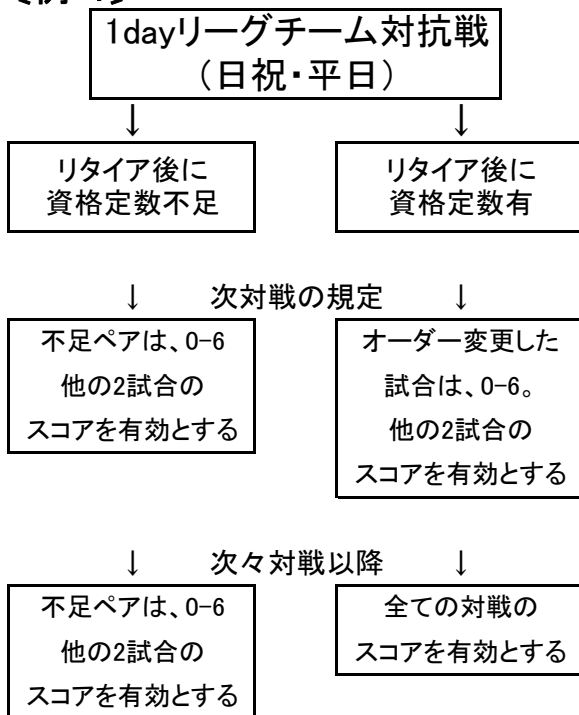 1dayリーグチーム対抗戦
（日祝・平日）
↓ ↓
リタイア後に
資格定数不足
リタイア後に
資格定数有
↓ 次対戦の規定 ↓
不足ペアは、0-6
他の2試合の
スコアを有効とする
オーダー変更した
試合は、0-6。
他の2試合の
スコアを有効とする
↓ 次々対戦以降 ↓
不足ペアは、0-6
他の2試合の
スコアを有効とする
全ての対戦の
スコアを有効とする